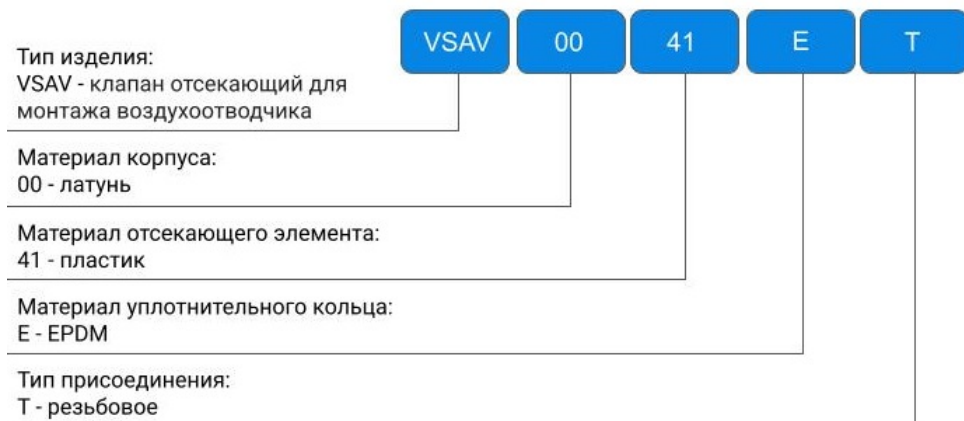 VSAV 00 41 E T
Тип изделия:
VSAV - клапан отсекающий для
монтажа воздухоотводчика
Материал корпуса:
00 - латунь
Материал отсекающего элемента:
41 - пластик
Материал уплотнительного кольца:
E - EPDM
Тип присоединения:
T - резьбовое